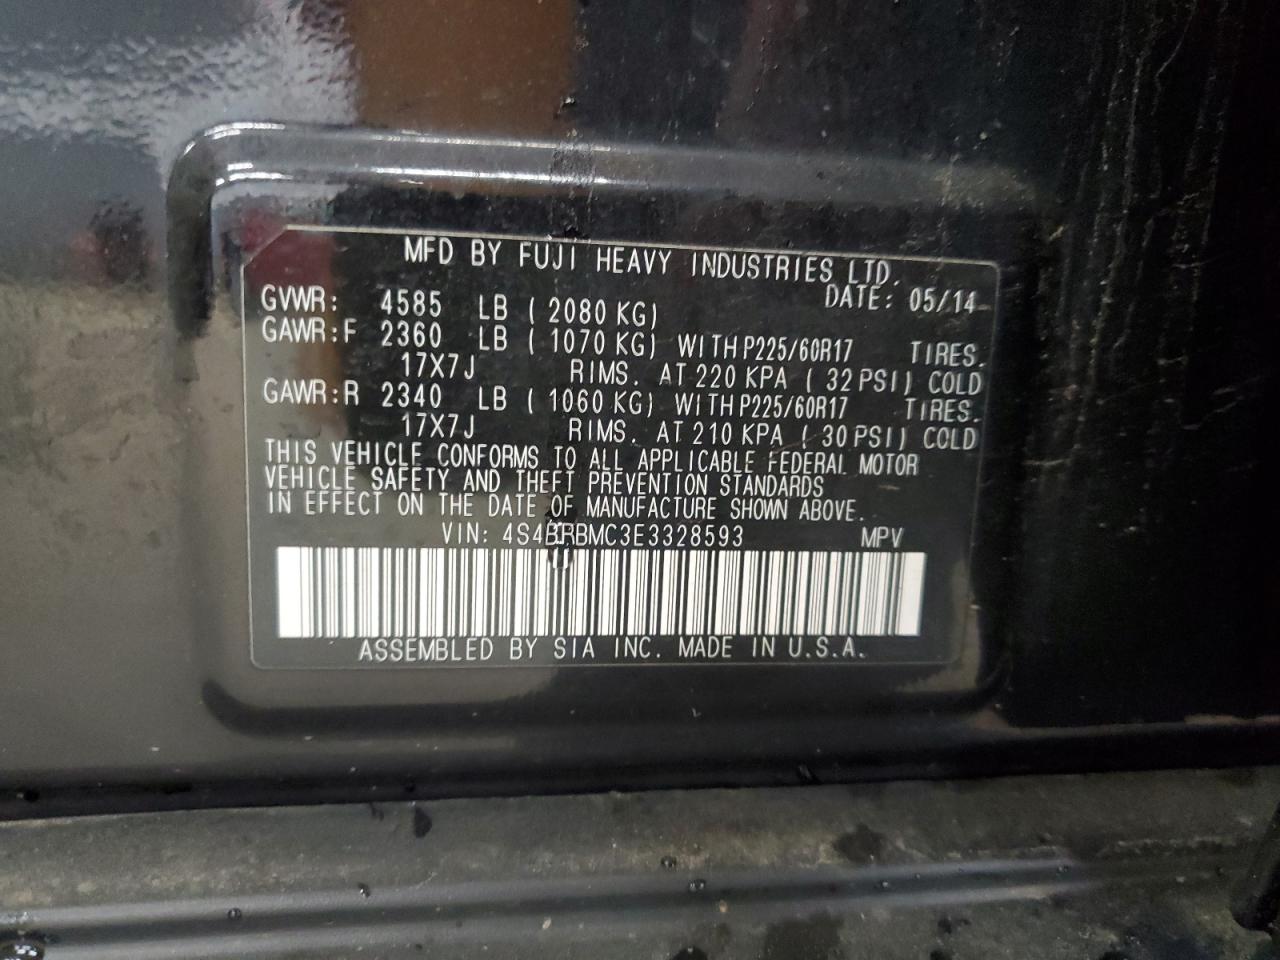 MFD BY FUJI HEAVY INDUSTRIES LTD.
DATE: 05/14
GVWR: 4585 LB ( 2080 KG)
GAWR:F 2360 LB ( 1070 KG) WITH P225/60R17 TIRES.
17X7J RIMS. AT 220 KPA ( 32 PSI) COLD
GAWR:R 2340 LB ( 1060 KG) WITH P225/60R17 TIRES.
17X7J RIMS. AT 210 KPA ( 30 PSI) COLD
THIS VEHICLE CONFORMS TO ALL APPLICABLE FEDERAL MOTOR
VEHICLE SAFETY AND THEFT PREVENTION STANDARDS
IN EFFECT ON THE DATE OF MANUFACTURE SHOWN ABOVE.
VIN: 4S4BRBMC3E3328593 MPV
ASSEMBLED BY SIA INC. MADE IN U.S.A.